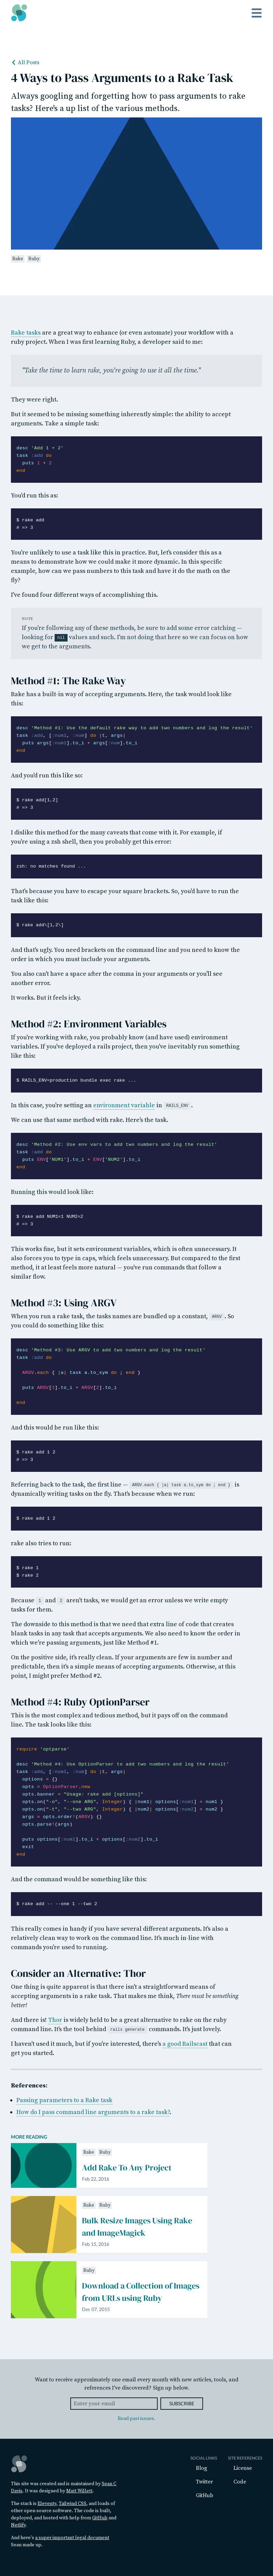 All Posts
4 Ways to Pass Arguments to a Rake Task
Always googling and forgetting how to pass arguments to rake
tasks? Here's a up list of the various methods.
Rake Ruby
Rake tasks are a great way to enhance (or even automate) your workflow with a
ruby project. When I was first learning Ruby, a developer said to me:
"Take the time to learn rake, you're going to use it all the time."
They were right.
But it seemed to be missing something inherently simple: the ability to accept
arguments. Take a simple task:
desc 'Add 1 + 2'
task :add do
puts 1 + 2
end
You'd run this as:
$ rake add
# => 3
You're unlikely to use a task like this in practice. But, let's consider this as a
means to demonstrate how we could make it more dynamic. In this specific
example, how can we pass numbers to this task and have it do the math on the
fly?
I've found four different ways of accomplishing this.
NOTE
If you're following any of these methods, be sure to add some error catching —
looking for nil values and such. I'm not doing that here so we can focus on how
we get to the arguments.
Method #1: The Rake Way
Rake has a built-in way of accepting arguments. Here, the task would look like
this:
desc 'Method #1: Use the default rake way to add two numbers and log the result'
task :add, [:num1, :num] do |t, args|
puts args[:num1].to_i + args[:num].to_i
end
And you'd run this like so:
$ rake add[1,2]
# => 3
I dislike this method for the many caveats that come with it. For example, if
you're using a zsh shell, then you probably get this error:
zsh: no matches found ...
That's because you have to escape your square brackets. So, you'd have to run the
task like this:
$ rake add\[1,2\]
And that's ugly. You need brackets on the command line and you need to know the
order in which you must include your arguments.
You also can't have a space after the comma in your arguments or you'll see
another error.
It works. But it feels icky.
Method #2: Environment Variables
If you're working with rake, you probably know (and have used) environment
variables. If you've deployed a rails project, then you've inevitably run something
like this:
$ RAILS_ENV=production bundle exec rake ...
In this case, you're setting an environment variable in RAILS_ENV .
We can use that same method with rake. Here's the task.
desc 'Method #2: Use env vars to add two numbers and log the result'
task :add do
puts ENV['NUM1'].to_i + ENV['NUM2'].to_i
end
Running this would look like:
$ rake add NUM1=1 NUM2=2
# => 3
This works fine, but it sets environment variables, which is often unnecessary. It
also forces you to type in caps, which feels unnecessary. But compared to the first
method, it at least feels more natural — you've run commands that follow a
similar flow.
Method #3: Using ARGV
When you run a rake task, the tasks names are bundled up a constant, ARGV . So
you could do something like this:
desc 'Method #3: Use ARGV to add two numbers and log the result'
task :add do
ARGV.each { |a| task a.to_sym do ; end }
puts ARGV[1].to_i + ARGV[2].to_i
end
And this would be run like this:
$ rake add 1 2
# => 3
Referring back to the task, the first line — ARGV.each { |a| task a.to_sym do ; end } is
dynamically writing tasks on the fly. That's because when we run:
$ rake add 1 2
rake also tries to run:
$ rake 1
$ rake 2
Because 1 and 2 aren't tasks, we would get an error unless we write empty
tasks for them.
The downside to this method is that we need that extra line of code that creates
blank tasks in any task that accepts arguments. We also need to know the order in
which we're passing arguments, just like Method #1.
On the positive side, it's really clean. If your arguments are few in number and
predictable, then it's a simple means of accepting arguments. Otherwise, at this
point, I might prefer Method #2.
Method #4: Ruby OptionParser
This is the most complex and tedious method, but it pays off on the command
line. The task looks like this:
require 'optparse'
desc 'Method #4: Use OptionParser to add two numbers and log the result'
task :add, [:num1, :num] do |t, args|
options = {}
opts = OptionParser.new
opts.banner = "Usage: rake add [options]"
opts.on("-o", "--one ARG", Integer) { |num1| options[:num1] = num1 }
opts.on("-t", "--two ARG", Integer) { |num2| options[:num2] = num2 }
args = opts.order!(ARGV) {}
opts.parse!(args)
puts options[:num1].to_i + options[:num2].to_i
exit
end
And the command would be something like this:
$ rake add -- --one 1 --two 2
This really comes in handy if you have several different arguments. It's also a
relatively clean way to work on the command line. It's much in-line with
commands you're used to running.
Consider an Alternative: Thor
One thing is quite apparent is that there isn't a straightforward means of
accepting arguments in a rake task. That makes me think, There must be something
better!
And there is! Thor is widely held to be a great alternative to rake on the ruby
command line. It's the tool behind rails generate commands. It's just lovely.
I haven't used it much, but if you're interested, there's a good Railscast that can
get you started.
References:
Passing parameters to a Rake task
How do I pass command line arguments to a rake task?.
MORE READING
Rake Ruby
Add Rake To Any Project
Feb 22, 2016
Rake Ruby
Bulk Resize Images Using Rake
and ImageMagick
Feb 15, 2016
Ruby
Download a Collection of Images
from URLs using Ruby
Dec 07, 2015
Want to receive approximately one email every month with new articles, tools, and
references I've discovered? Sign up below.
Enter your email SUBSCRIBE
Read past issues.
This site was created and is maintained by Sean C
Davis. It was designed by Matt Willett.
The stack is Eleventy, Tailwind CSS, and loads of
other open source software. The code is built,
deployed, and hosted with help from GitHub and
Netlify.
And here's a super important legal document
Sean made up.
SOCIAL LINKS
Blog
Twitter
GitHub
SITE REFERENCES
License
Code